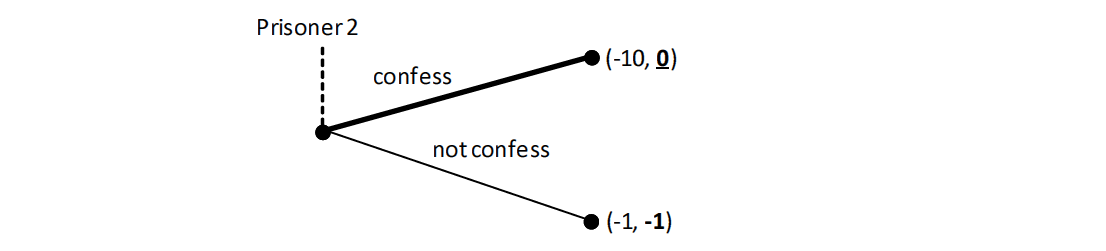 Prisoner 2
confess
(-10, 0)
not confess
(-1, -1)